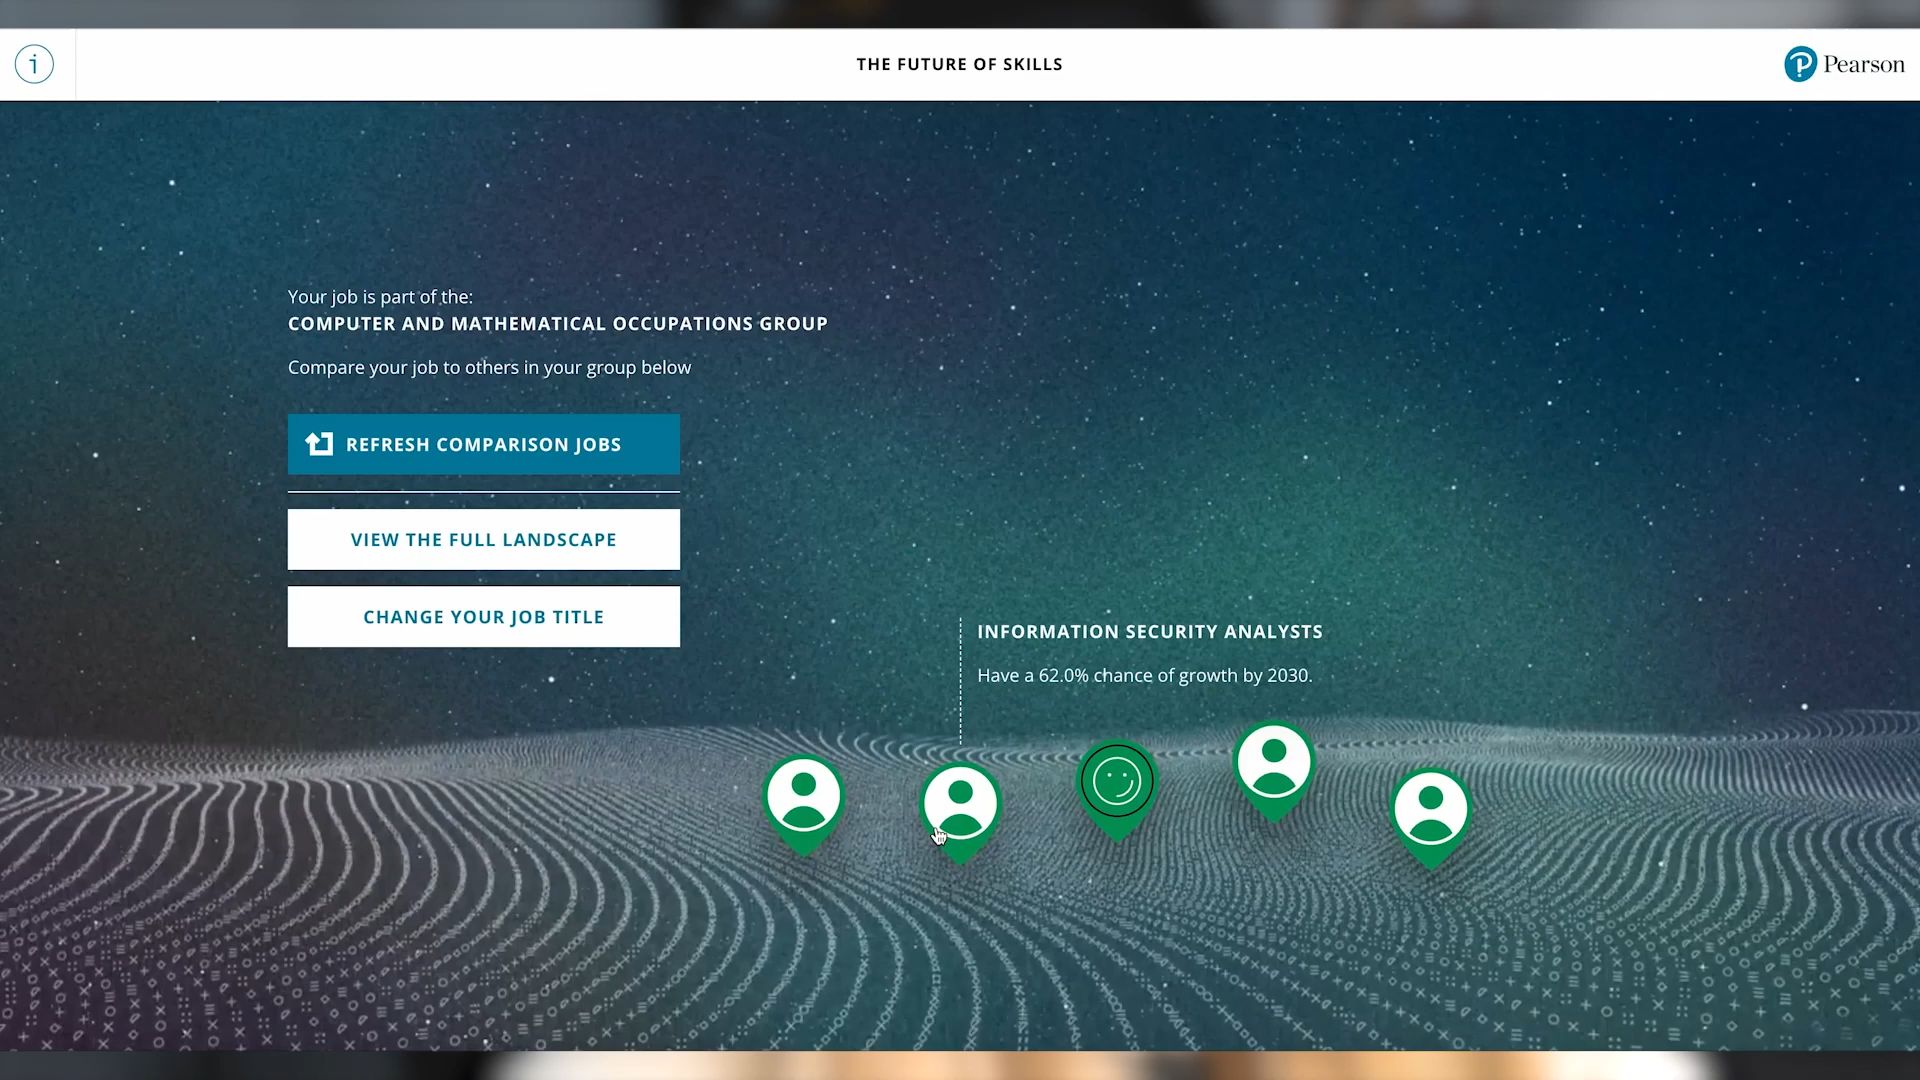 i
THE FUTURE OF SKILLS
Pearson
Your job is part of the:
COMPUTER AND MATHEMATICAL OCCUPATIONS GROUP
Compare your job to others in your group below
REFRESH COMPARISON JOBS
VIEW THE FULL LANDSCAPE
CHANGE YOUR JOB TITLE
INFORMATION SECURITY ANALYSTS
Have a 62.0% chance of growth by 2030.